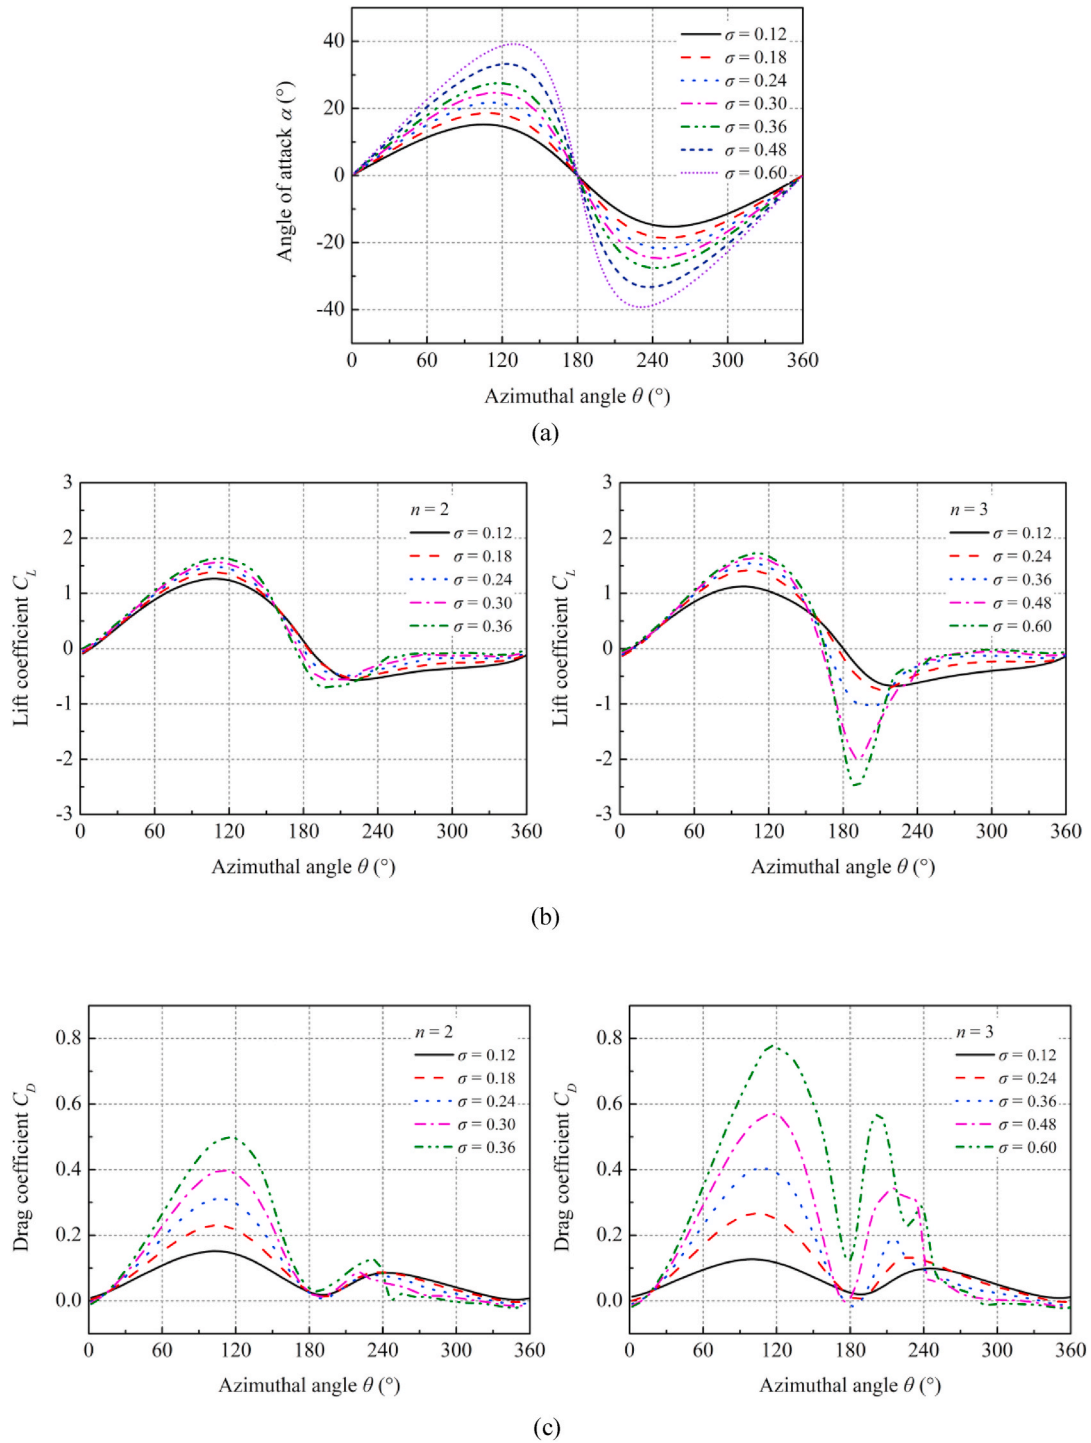 Angle of attack α (°)
40
20
0
-20
-40
σ = 0.12
σ = 0.18
σ = 0.24
σ = 0.30
σ = 0.36
σ = 0.48
σ = 0.60
0 60 120 180 240 300 360
Azimuthal angle θ (°)
(a)
Lift coefficient C_L
3
2
1
0
-1
-2
-3
n = 2
σ = 0.12
σ = 0.18
σ = 0.24
σ = 0.30
σ = 0.36
0 60 120 180 240 300 360
Azimuthal angle θ (°)
Lift coefficient C_L
3
2
1
0
-1
-2
-3
n = 3
σ = 0.12
σ = 0.24
σ = 0.36
σ = 0.48
σ = 0.60
0 60 120 180 240 300 360
Azimuthal angle θ (°)
(b)
Drag coefficient C_D
0.8
0.6
0.4
0.2
0.0
n = 2
σ = 0.12
σ = 0.18
σ = 0.24
σ = 0.30
σ = 0.36
0 60 120 180 240 300 360
Azimuthal angle θ (°)
Drag coefficient C_D
0.8
0.6
0.4
0.2
0.0
n = 3
σ = 0.12
σ = 0.24
σ = 0.36
σ = 0.48
σ = 0.60
0 60 120 180 240 300 360
Azimuthal angle θ (°)
(c)